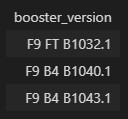 booster_version
F9 FT B1032.1
F9 B4 B1040.1
F9 B4 B1043.1